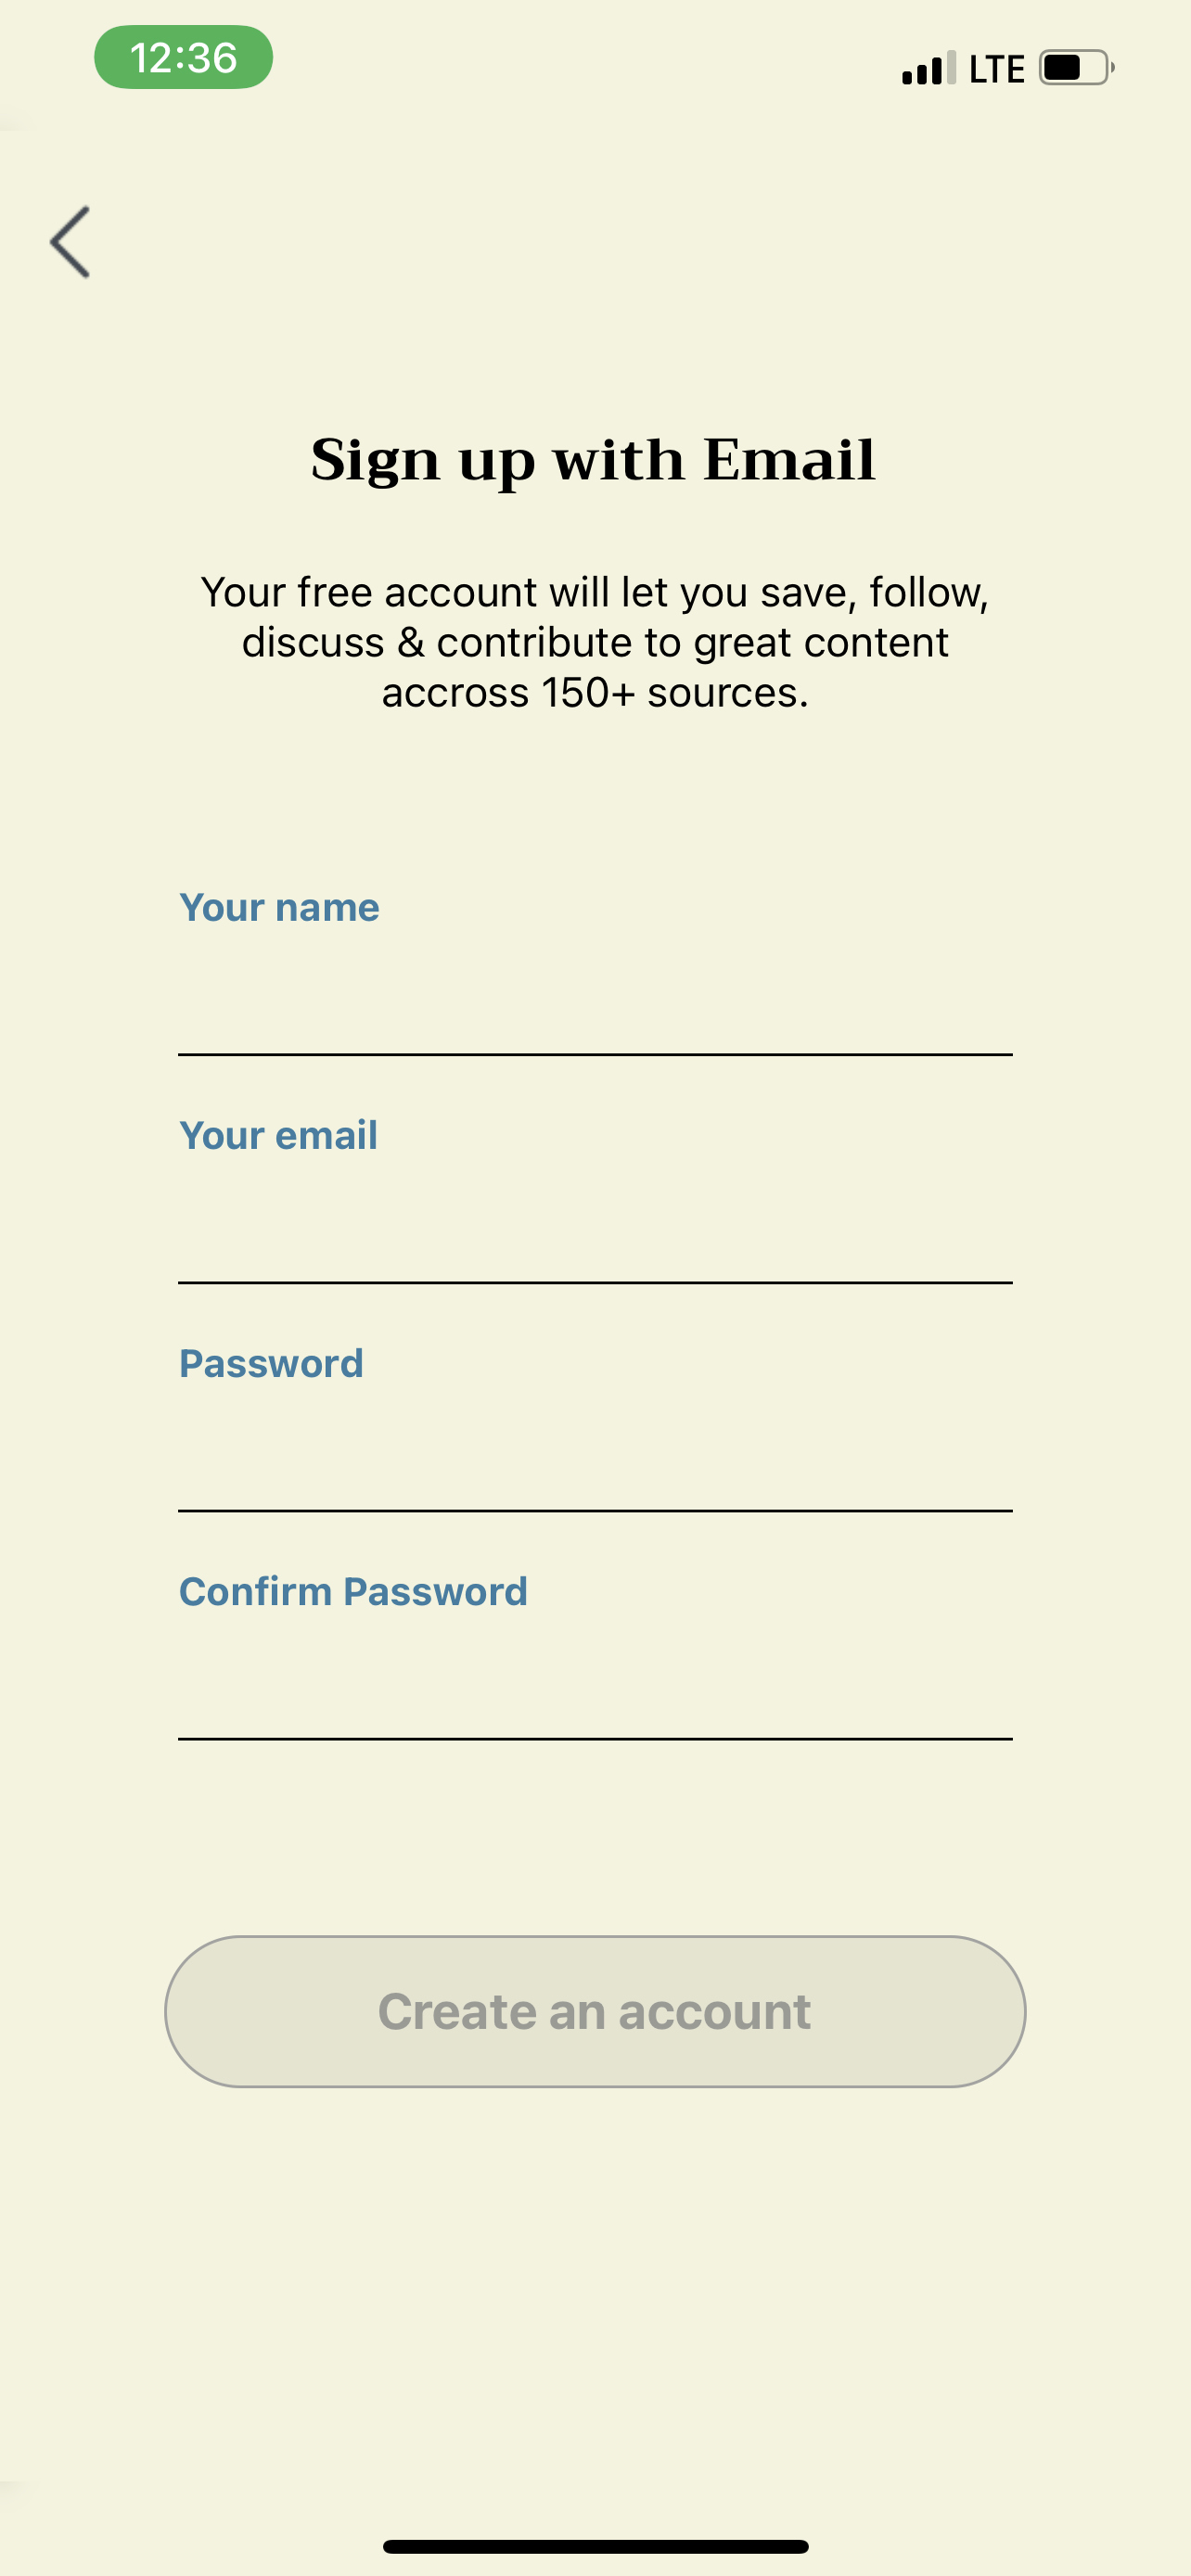 12:36
LTE
Sign up with Email
Your free account will let you save, follow,
discuss & contribute to great content
accross 150+ sources.
Your name
Your email
Password
Confirm Password
Create an account